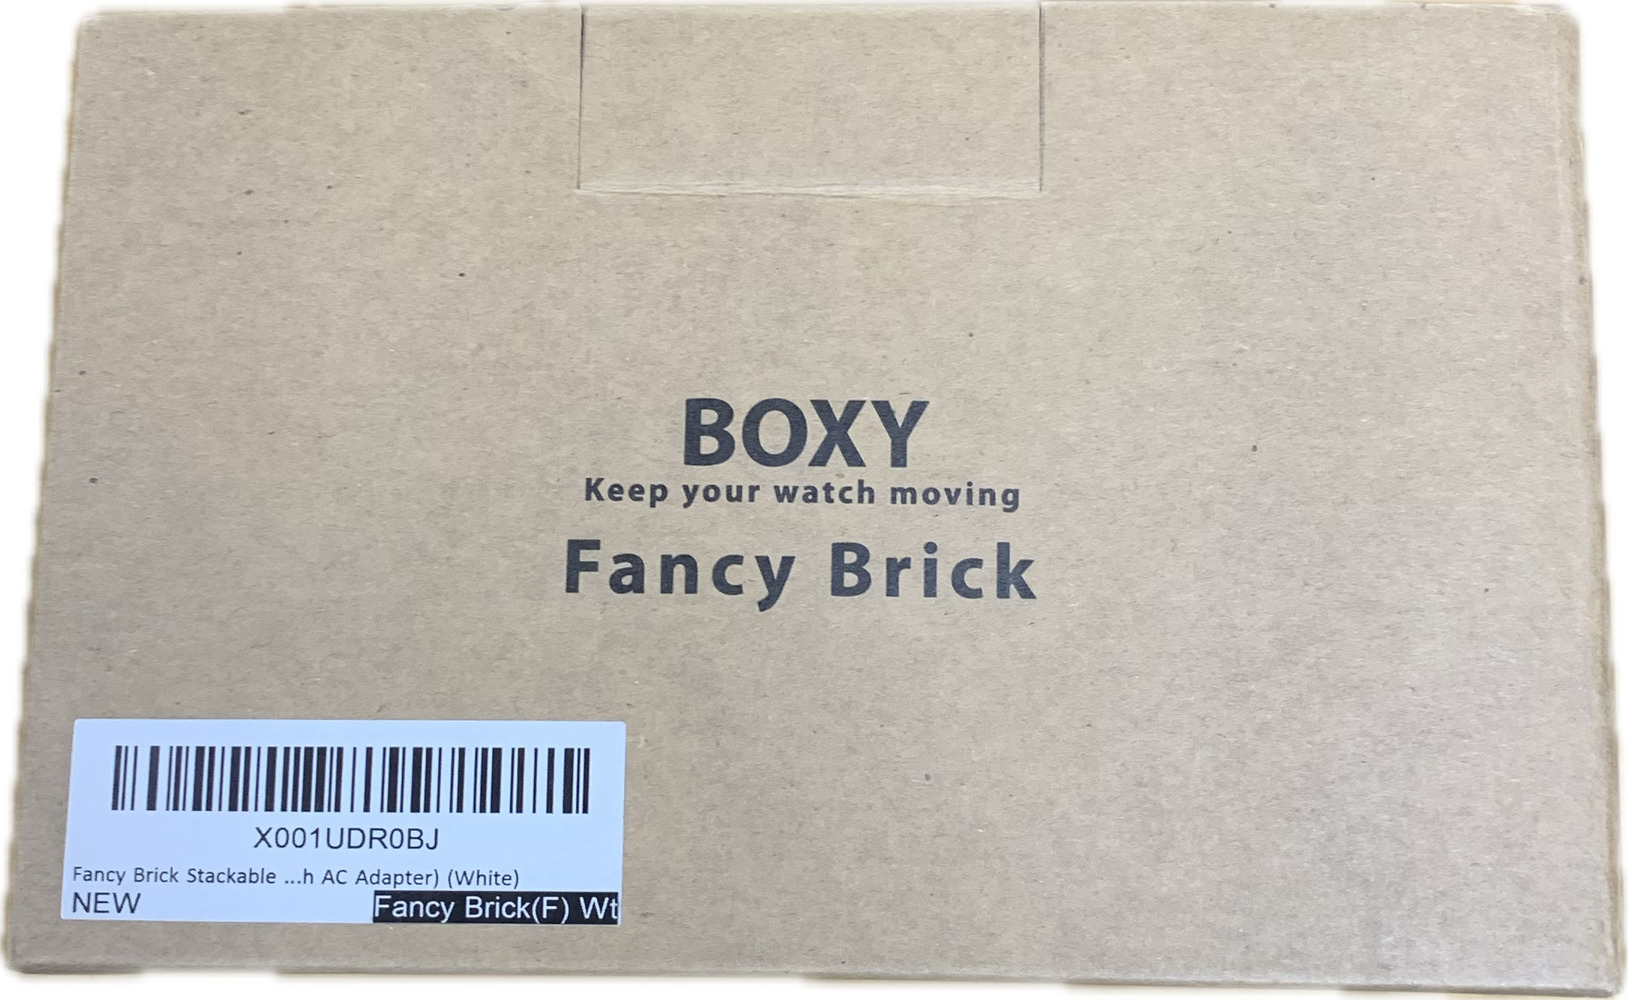 BOXY
Keep your watch moving
Fancy Brick
X001UDR0BJ
Fancy Brick Stackable ...h AC Adapter) (White)
NEW
Fancy Brick(F) Wt